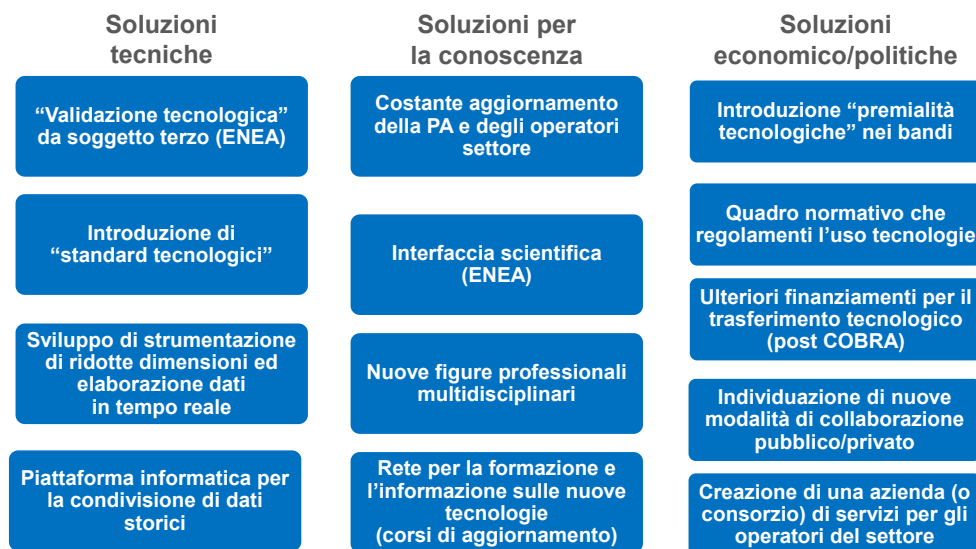 Soluzioni
tecniche
“Validazione tecnologica”
da soggetto terzo (ENEA)
Introduzione di
“standard tecnologici”
Sviluppo di strumentazione
di ridotte dimensioni ed
elaborazione dati
in tempo reale
Piattaforma informatica per
la condivisione di dati
storici
Soluzioni per
la conoscenza
Costante aggiornamento
della PA e degli operatori
settore
Interfaccia scientifica
(ENEA)
Nuove figure professionali
multidisciplinari
Rete per la formazione e
l’informazione sulle nuove
tecnologie
(corsi di aggiornamento)
Soluzioni
economico/politiche
Introduzione “premialità
tecnologiche” nei bandi
Quadro normativo che
regolamenti l’uso tecnologie
Ulteriori finanziamenti per il
trasferimento tecnologico
(post COBRA)
Individuazione di nuove
modalità di collaborazione
pubblico/privato
Creazione di una azienda (o
consorzio) di servizi per gli
operatori del settore